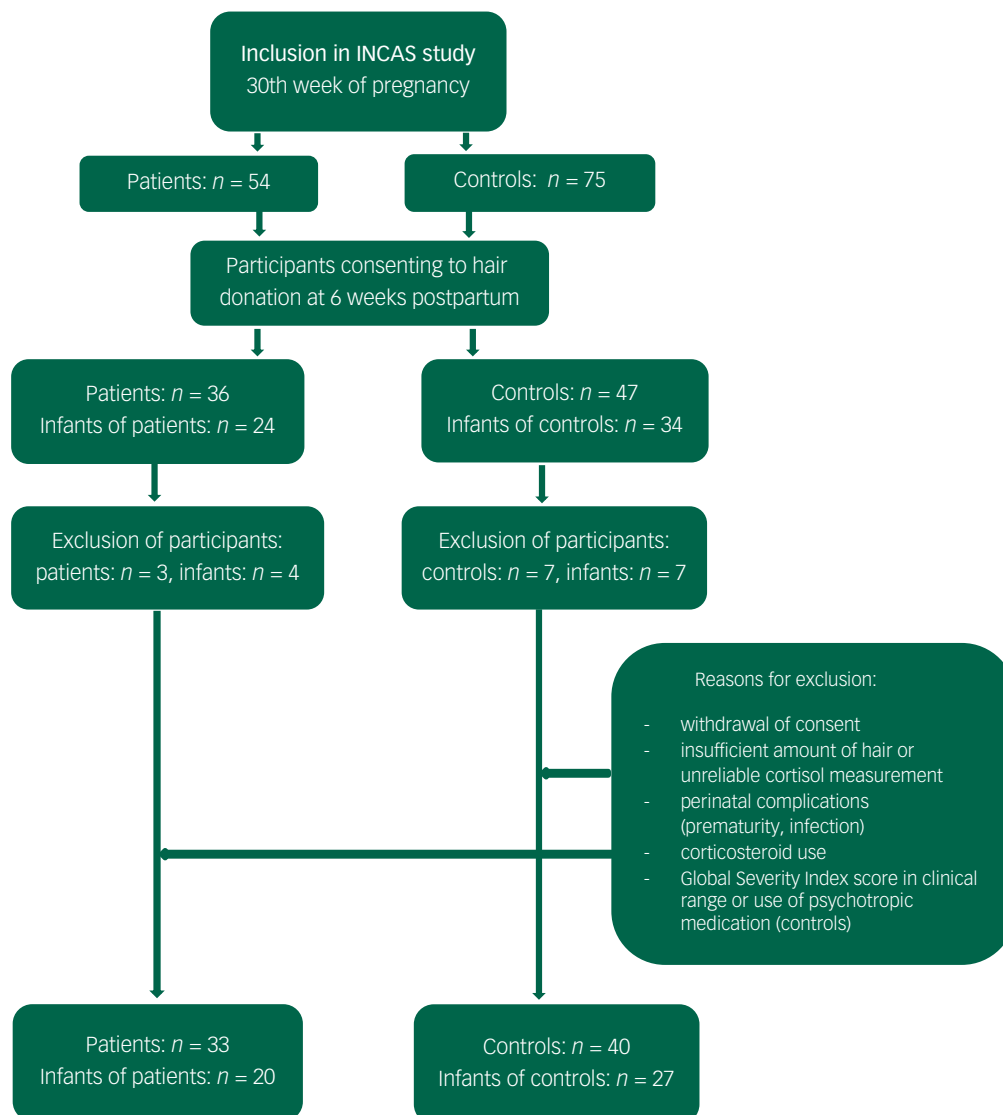 Inclusion in INCAS study
30th week of pregnancy
Patients: n = 54
Controls: n = 75
Participants consenting to hair
donation at 6 weeks postpartum
Patients: n = 36
Infants of patients: n = 24
Controls: n = 47
Infants of controls: n = 34
Exclusion of participants:
patients: n = 3, infants: n = 4
Exclusion of participants:
controls: n = 7, infants: n = 7
Reasons for exclusion:
- withdrawal of consent
- insufficient amount of hair or
unreliable cortisol measurement
- perinatal complications
(prematurity, infection)
- corticosteroid use
- Global Severity Index score in clinical
range or use of psychotropic
medication (controls)
Patients: n = 33
Infants of patients: n = 20
Controls: n = 40
Infants of controls: n = 27